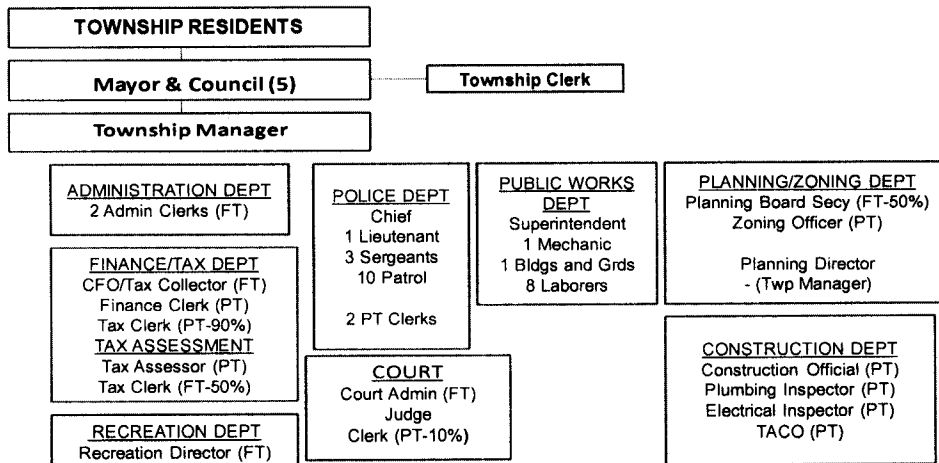 TOWNSHIP RESIDENTS
Mayor & Council (5)
Township Clerk
Township Manager
ADMINISTRATION DEPT
2 Admin Clerks (FT)
FINANCE/TAX DEPT
CFO/Tax Collector (FT)
Finance Clerk (PT)
Tax Clerk (PT-90%)
TAX ASSESSMENT
Tax Assessor (PT)
Tax Clerk (FT-50%)
RECREATION DEPT
Recreation Director (FT)
POLICE DEPT
Chief
1 Lieutenant
3 Sergeants
10 Patrol
2 PT Clerks
COURT
Court Admin (FT)
Judge
Clerk (PT-10%)
PUBLIC WORKS
DEPT
Superintendent
1 Mechanic
1 Bldgs and Grds
8 Laborers
PLANNING/ZONING DEPT
Planning Board Secy (FT-50%)
Zoning Officer (PT)
Planning Director
- (Twp Manager)
CONSTRUCTION DEPT
Construction Official (PT)
Plumbing Inspector (PT)
Electrical Inspector (PT)
TACO (PT)